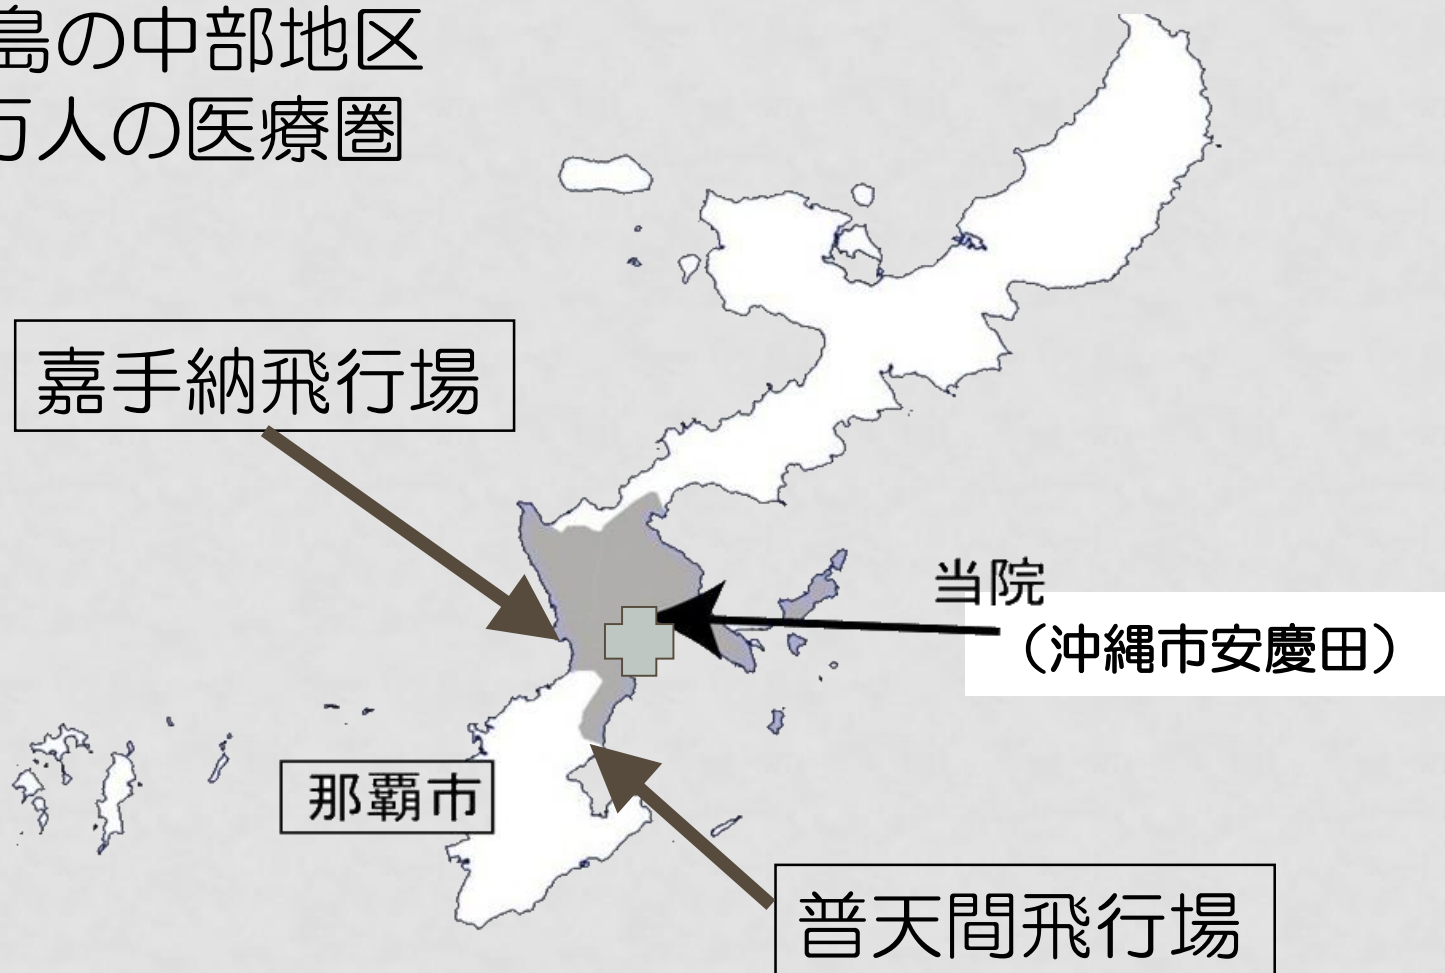 島の中部地区
万人の医療圏
嘉手納飛行場
当院
（沖縄市安慶田）
那覇市
普天間飛行場